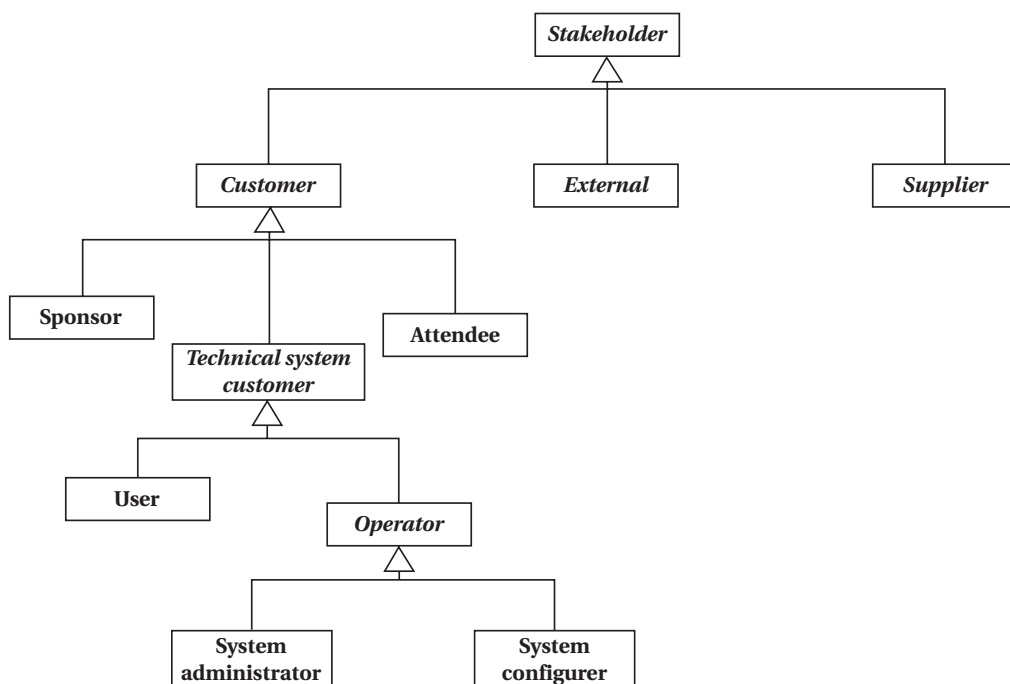 Stakeholder
Customer
External
Supplier
Sponsor
Attendee
Technical system
customer
User
Operator
System
administrator
System
configurer